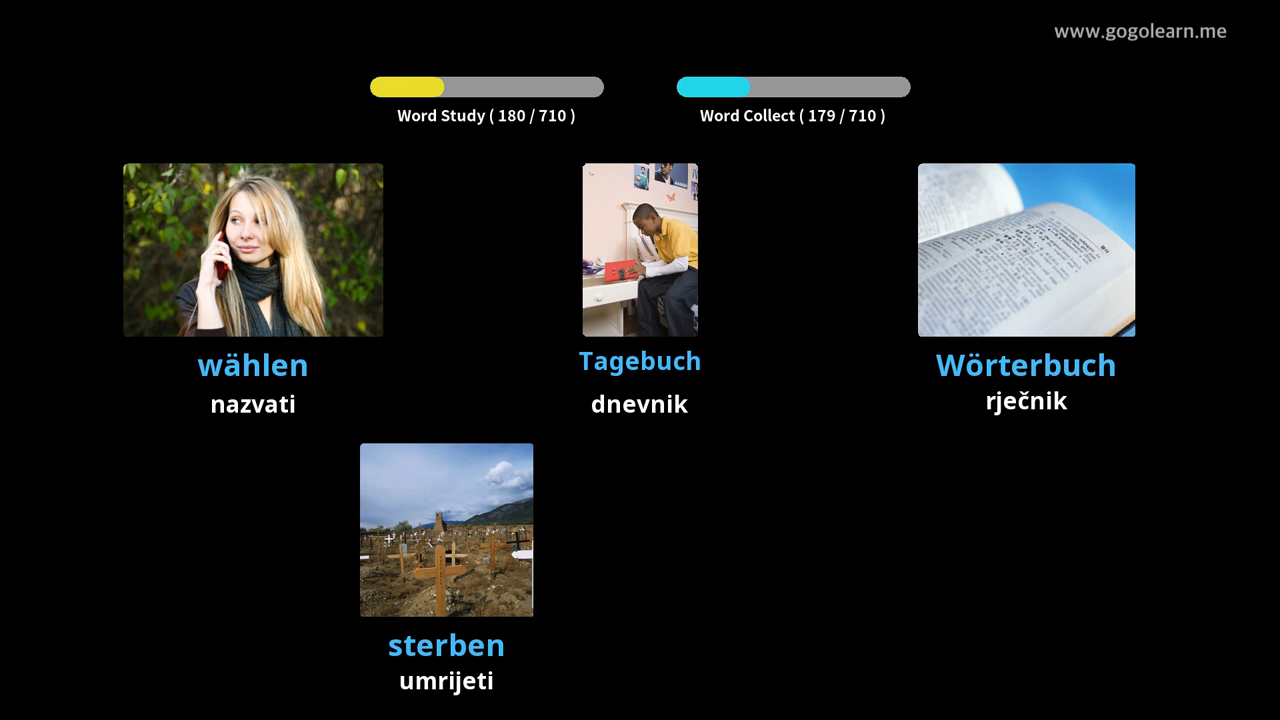 www.gogolearn.me
Word Study ( 180 / 710 )
Word Collect ( 179 / 710 )
wählen
nazvati
Tagebuch
dnevnik
Wörterbuch
rječnik
sterben
umrijeti